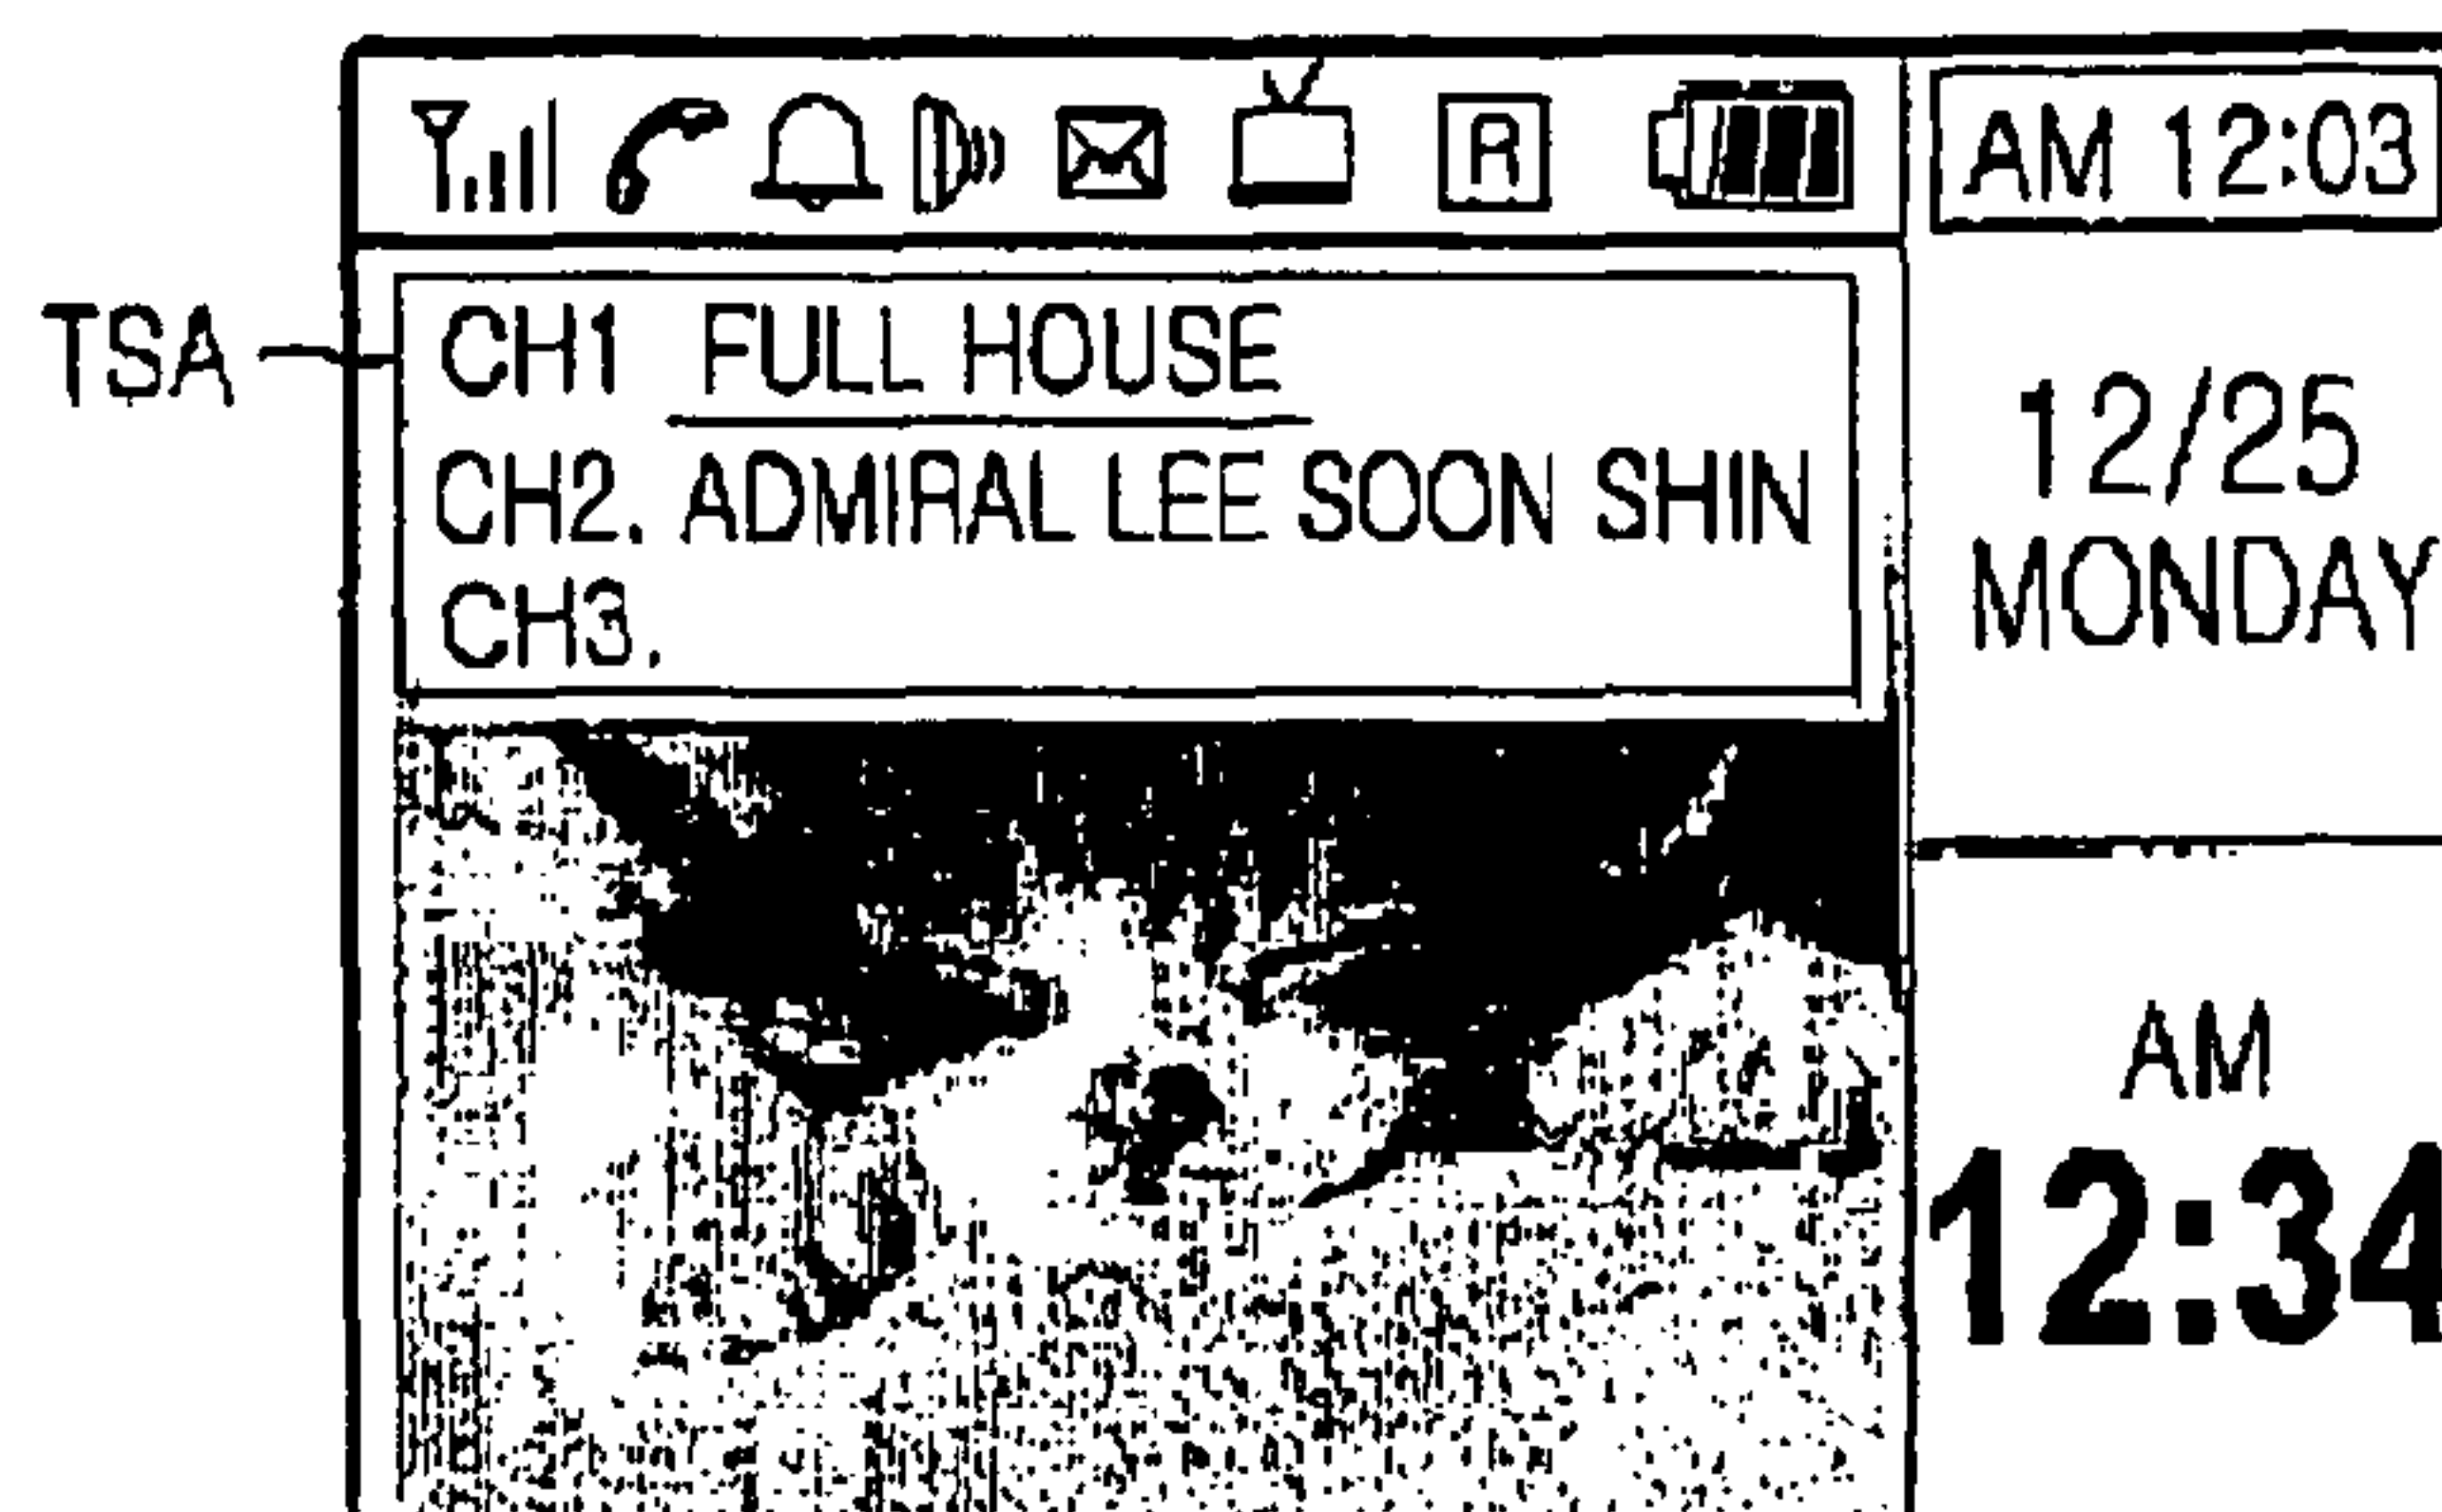 R
AM 12:03
TSA
CH1 FULL HOUSE
CH2. ADMIRAL LEE SOON SHIN
CH3.
12/25
MONDAY
AM
12:34